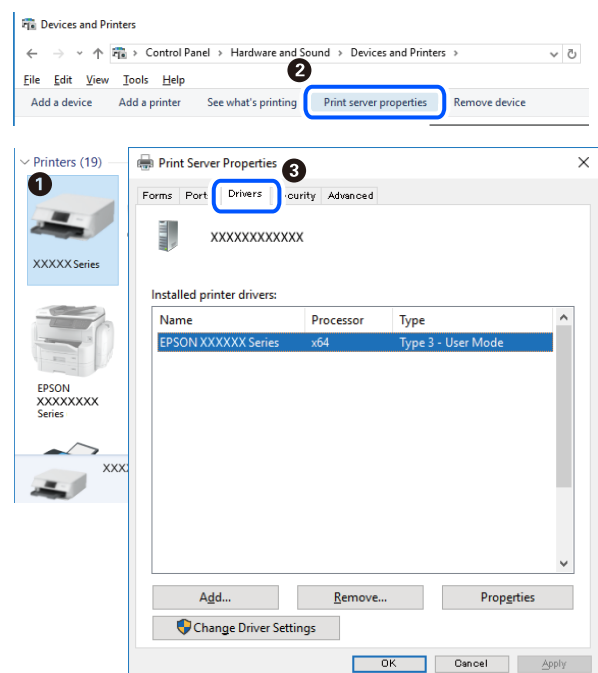 Devices and Printers
Control Panel > Hardware and Sound > Devices and Printers >
2
File Edit View Tools Help
Add a device Add a printer See what's printing Print server properties Remove device
Printers (19)
1
XXXXX Series
EPSON
XXXXXXXX
Series
XXX
Print Server Properties
3
Forms Port Drivers curity Advanced
XXXXXXXXXXXX
Installed printer drivers:
Name Processor Type
EPSON XXXXXX Series x64 Type 3 - User Mode
Add... Remove... Properties
Change Driver Settings
OK Cancel Apply